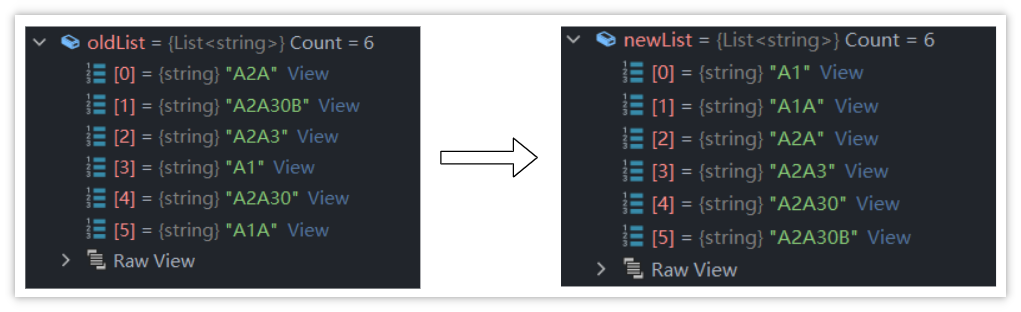 oldList = {List<string>} Count = 6
[0] = {string} "A2A" View
[1] = {string} "A2A30B" View
[2] = {string} "A2A3" View
[3] = {string} "A1" View
[4] = {string} "A2A30" View
[5] = {string} "A1A" View
Raw View
newList = {List<string>} Count = 6
[0] = {string} "A1" View
[1] = {string} "A1A" View
[2] = {string} "A2A" View
[3] = {string} "A2A3" View
[4] = {string} "A2A30" View
[5] = {string} "A2A30B" View
Raw View